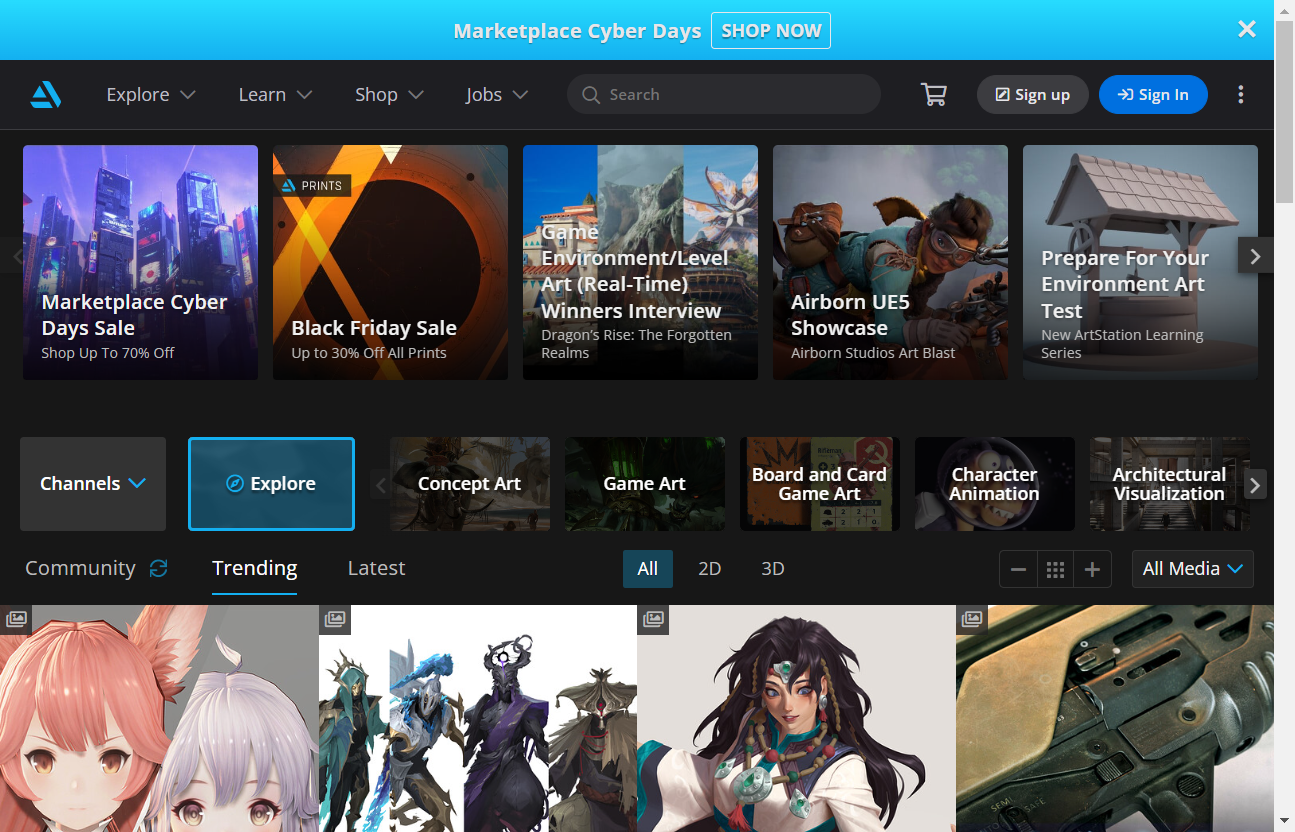 Marketplace Cyber Days SHOP NOW
Explore Learn Shop Jobs Search Sign up Sign In
Marketplace Cyber
Days Sale
Shop Up To 70% Off
PRINTS
Black Friday Sale
Up to 30% Off All Prints
Game
Environment/Level
Art (Real-Time)
Winners Interview
Dragon's Rise: The Forgotten
Realms
Airborn UE5
Showcase
Airborn Studios Art Blast
Prepare For Your
Environment Art
Test
New ArtStation Learning
Series
Channels
Explore
Concept Art
Game Art
Board and Card
Game Art
Character
Animation
Architectural
Visualization
Community Trending Latest All 2D 3D All Media
SEMI
SAFE